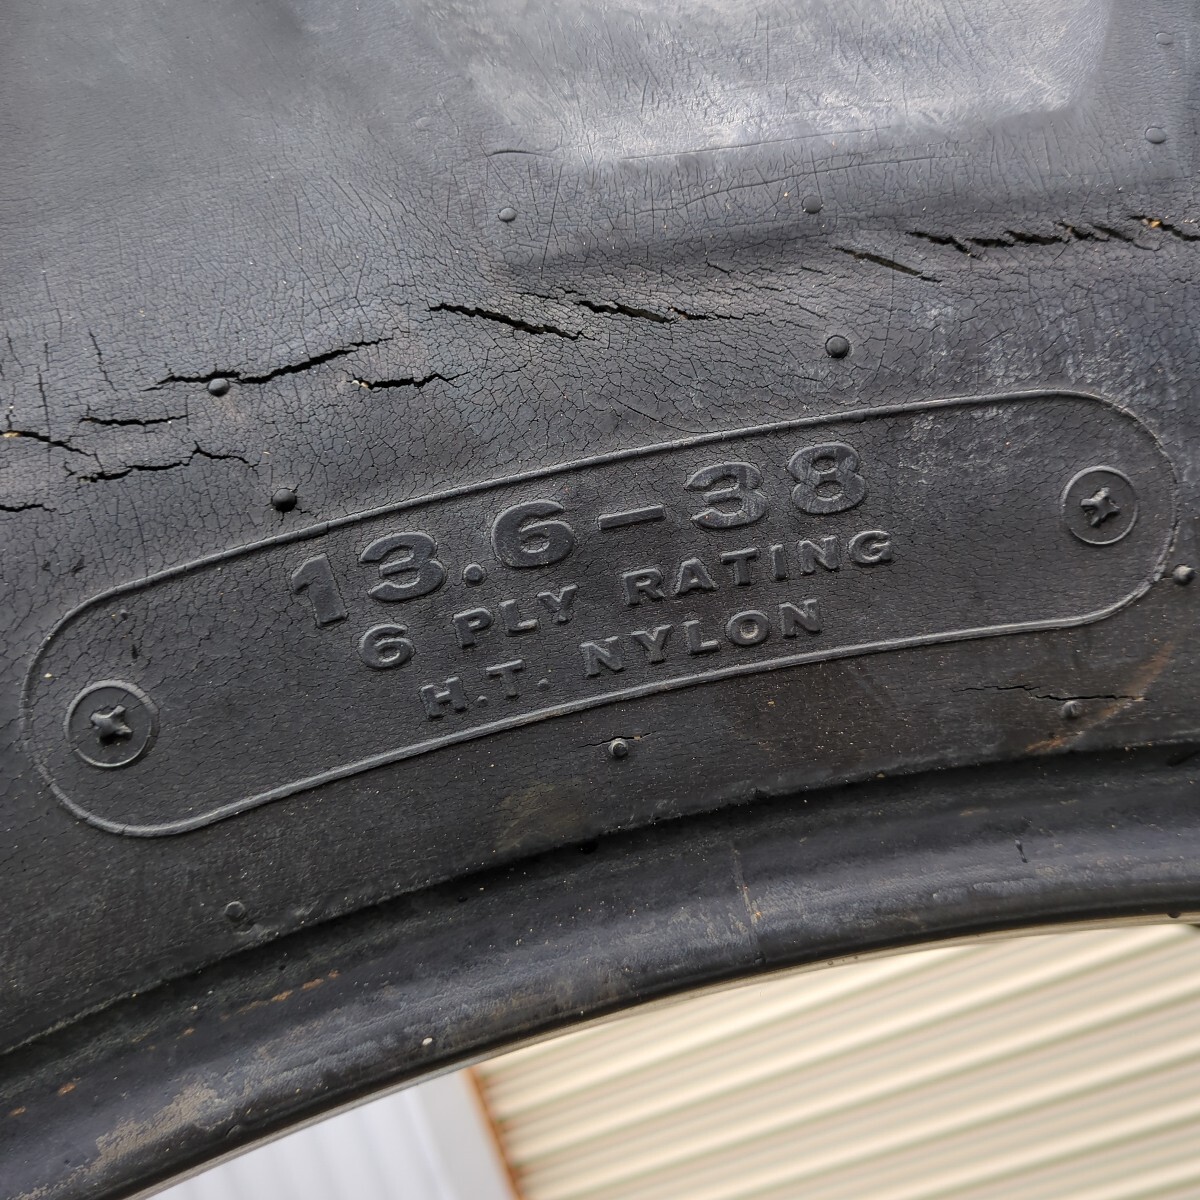 13.6-38
6 PLY RATING
H.T. NYLON